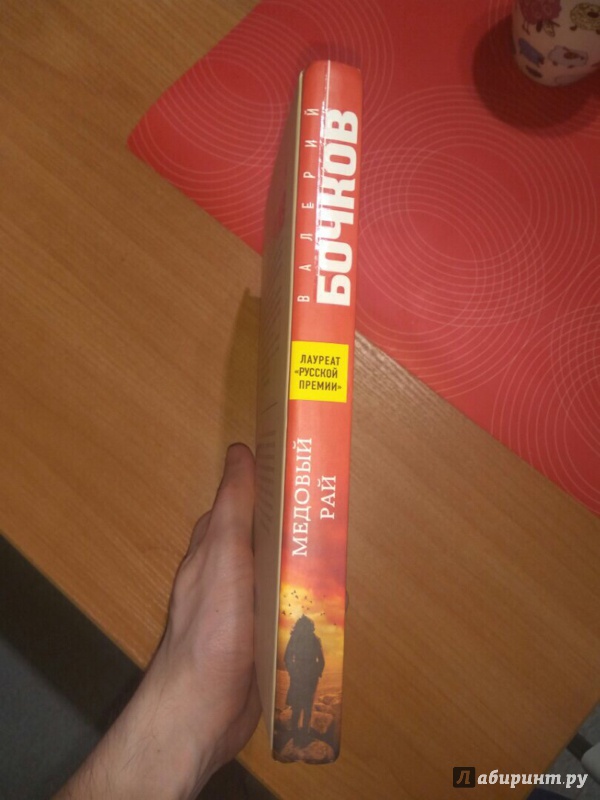 ВАЛЕРИЙ
БОЧКОВ
ЛАУРЕАТ
«РУССКОЙ
ПРЕМИИ»
МЕДОВЫЙ
РАЙ
Лабиринт.ру